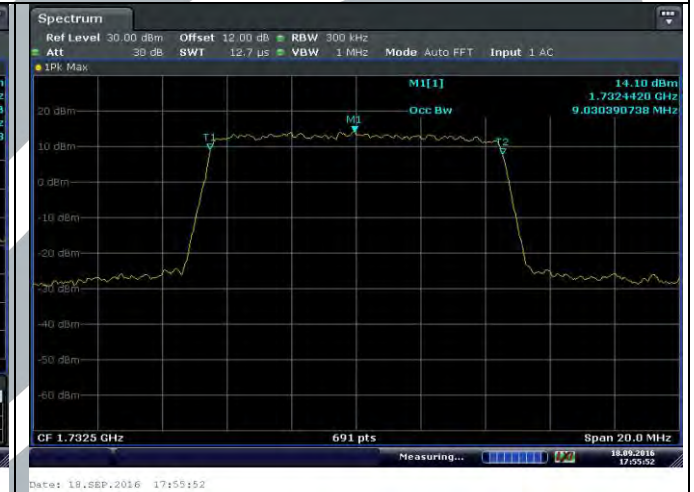 Spectrum
Ref Level 30.00 dBm Offset 12.00 dB RBW 300 kHz
Att 30 dB SWT 12.7 µs VBW 1 MHz Mode Auto FFT Input 1 AC
1Pk Max
M1[1] 14.10 dBm
1.7324420 GHz
20 dBm Occ Bw 9.030390738 MHz
M1
T1
T2
10 dBm
0 dBm
-10 dBm
-20 dBm
-30 dBm
-40 dBm
-50 dBm
-60 dBm
CF 1.7325 GHz 691 pts Span 20.0 MHz
Measuring... 18.09.2016
17:55:52
Date: 18.SEP.2016 17:55:52